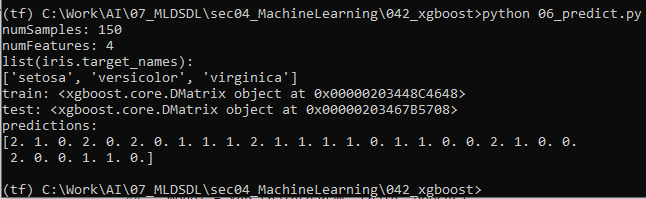 (tf) C:\Work\AI\07_MLDSDL\sec04_MachineLearning\042_xgboost>python 06_predict.py
numSamples: 150
numFeatures: 4
list(iris.target_names):
['setosa', 'versicolor', 'virginica']
train: <xgboost.core.DMatrix object at 0x00000203448C4648>
test: <xgboost.core.DMatrix object at 0x00000203467B5708>
predictions:
[2. 1. 0. 2. 0. 2. 0. 1. 1. 1. 2. 1. 1. 1. 1. 0. 1. 1. 0. 0. 2. 1. 0. 0.
 2. 0. 0. 1. 1. 0.]
(tf) C:\Work\AI\07_MLDSDL\sec04_MachineLearning\042_xgboost>